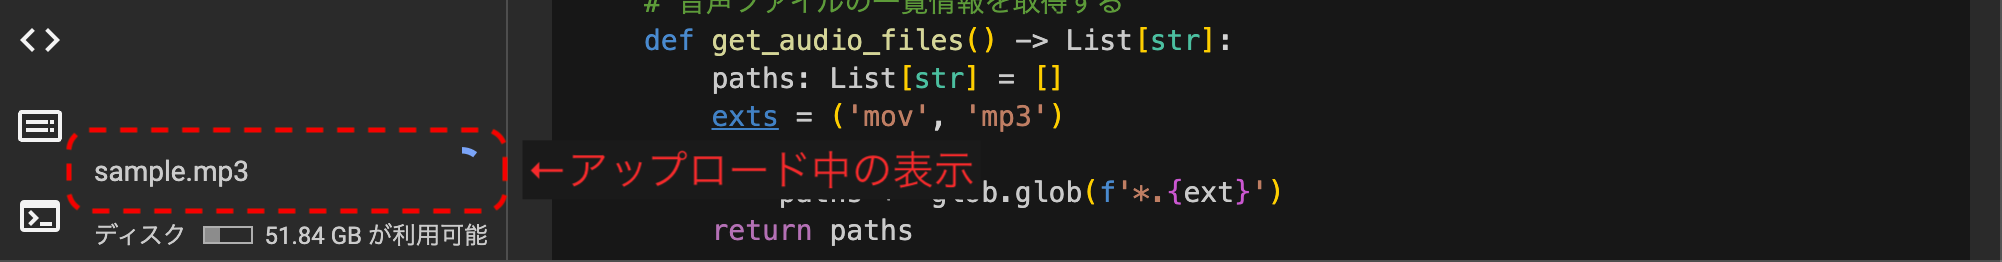 # 音声ファイルの一覧情報を取得する
def get_audio_files() -> List[str]:
paths: List[str] = []
exts = ('mov', 'mp3')
sample.mp3
←アップロード中の表示
glob.glob(f'*.{ext}')
ディスク 51.84 GB が利用可能
return paths